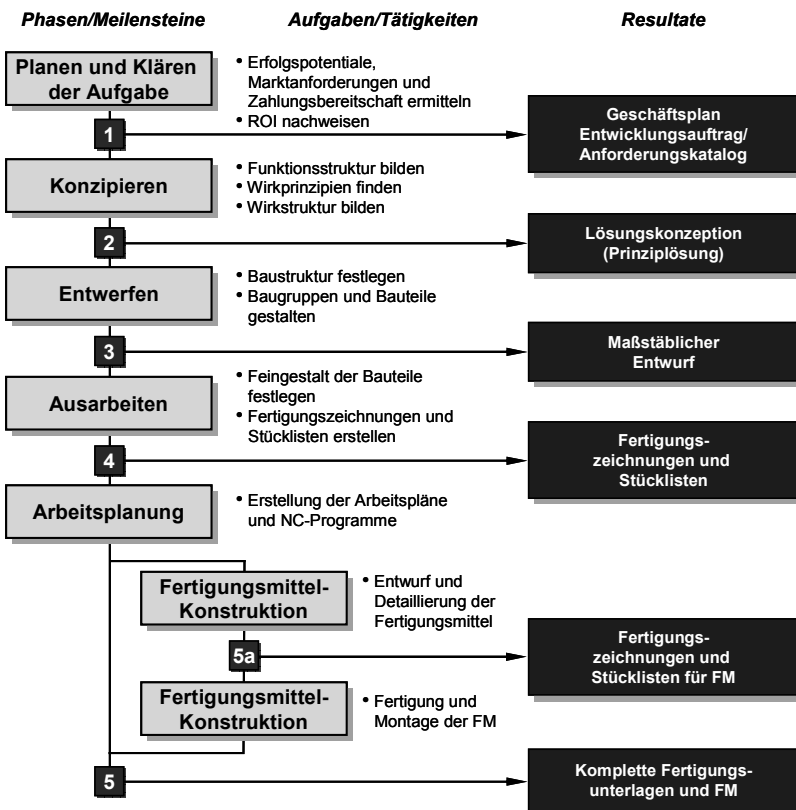 Phasen/Meilensteine
Aufgaben/Tätigkeiten
Resultate
Planen und Klären
der Aufgabe
• Erfolgspotentiale,
Marktanforderungen und
Zahlungsbereitschaft ermitteln
• ROI nachweisen
1
Geschäftsplan
Entwicklungsauftrag/
Anforderungskatalog
Konzipieren
• Funktionsstruktur bilden
• Wirkprinzipien finden
• Wirkstruktur bilden
2
Lösungskonzeption
(Prinziplösung)
Entwerfen
• Baustruktur festlegen
• Baugruppen und Bauteile
gestalten
3
Maßstäblicher
Entwurf
Ausarbeiten
• Feingestalt der Bauteile
festlegen
• Fertigungszeichnungen und
Stücklisten erstellen
4
Fertigungs-
zeichnungen und
Stücklisten
Arbeitsplanung
• Erstellung der Arbeitspläne
und NC-Programme
Fertigungsmittel-
Konstruktion
• Entwurf und
Detaillierung der
Fertigungsmittel
5a
Fertigungs-
zeichnungen und
Stücklisten für FM
Fertigungsmittel-
Konstruktion
• Fertigung und
Montage der FM
5
Komplette Fertigungs-
unterlagen und FM